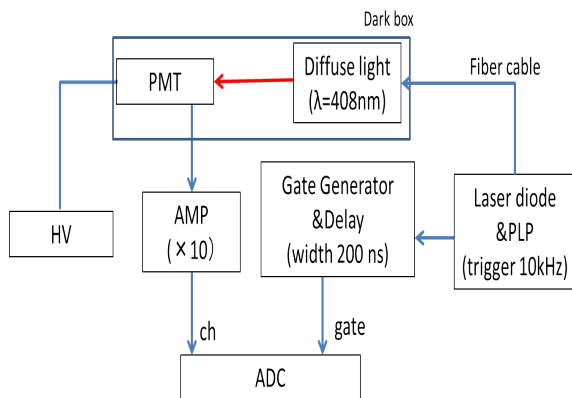 Dark box
PMT
Diffuse light
(λ=408nm)
Fiber cable
HV
AMP
(×10)
Gate Generator
&Delay
(width 200 ns)
Laser diode
&PLP
(trigger 10kHz)
ch
gate
ADC